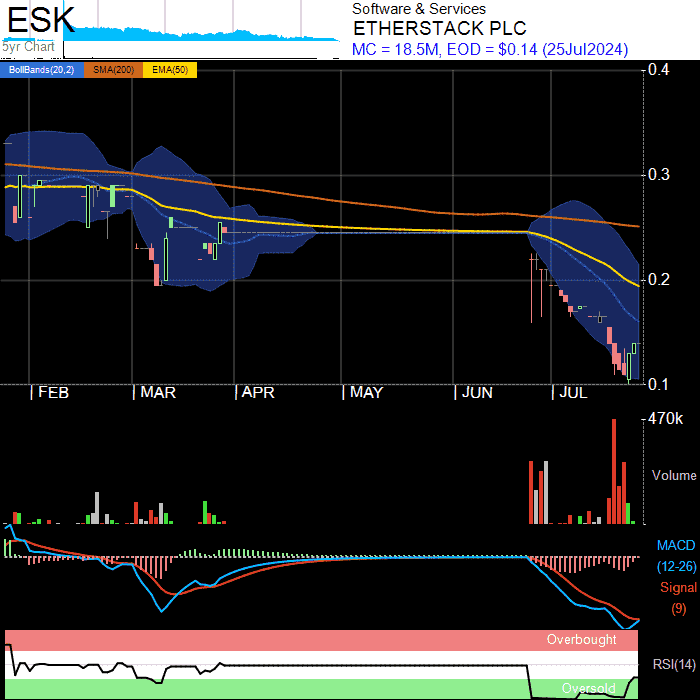 ESK
Software & Services
ETHERSTACK PLC
5yr Chart
MC = 18.5M, EOD = $0.14 (25Jul2024)
BollBands(20,2) SMA(200) EMA(50)
0.4
0.3
0.2
0.1
| FEB | MAR | APR | MAY | JUN | JUL
470k
Volume
MACD
(12-26)
Signal
(9)
Overbought
RSI(14)
Oversold